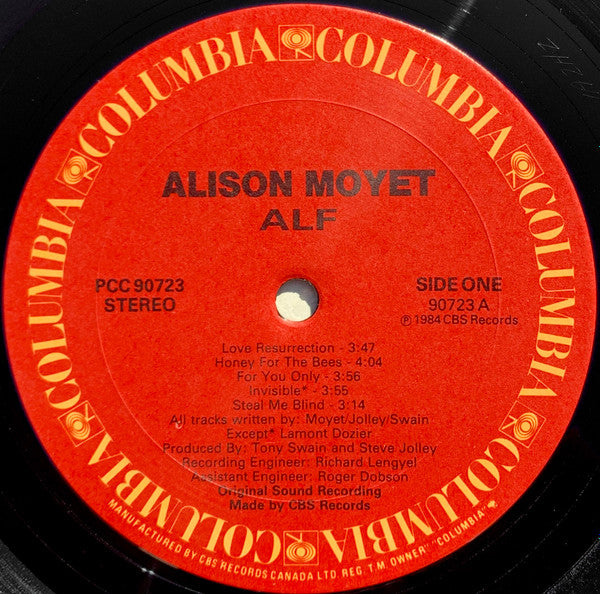 COLUMBIA COLUMBIA COLUMBIA COLUMBIA COLUMBIA COLUMBIA
ALISON MOYET
ALF
PCC 90723
STEREO
SIDE ONE
90723 A
℗ 1984 CBS Records
Love Resurrection - 3:47
Honey For The Bees - 4:04
For You Only - 3:56
Invisible* - 3:55
Steal Me Blind - 3:14
All tracks written by: Moyet/Jolley/Swain
Except* Lamont Dozier
Produced By: Tony Swain and Steve Jolley
Recording Engineer: Richard Lengyel
Assistant Engineer: Roger Dobson
Original Sound Recording
Made by CBS Records
MANUFACTURED BY CBS RECORDS CANADA LTD. REG. T.M. OWNER" "COLUMBIA"